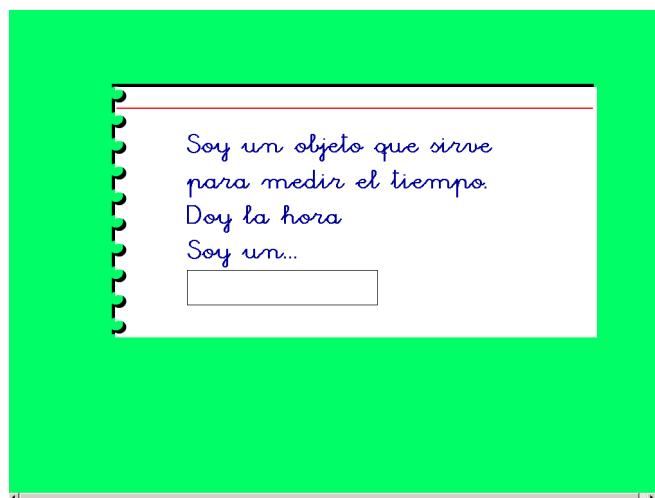 Soy un objeto que sirve
para medir el tiempo.
Doy la hora
Soy un...